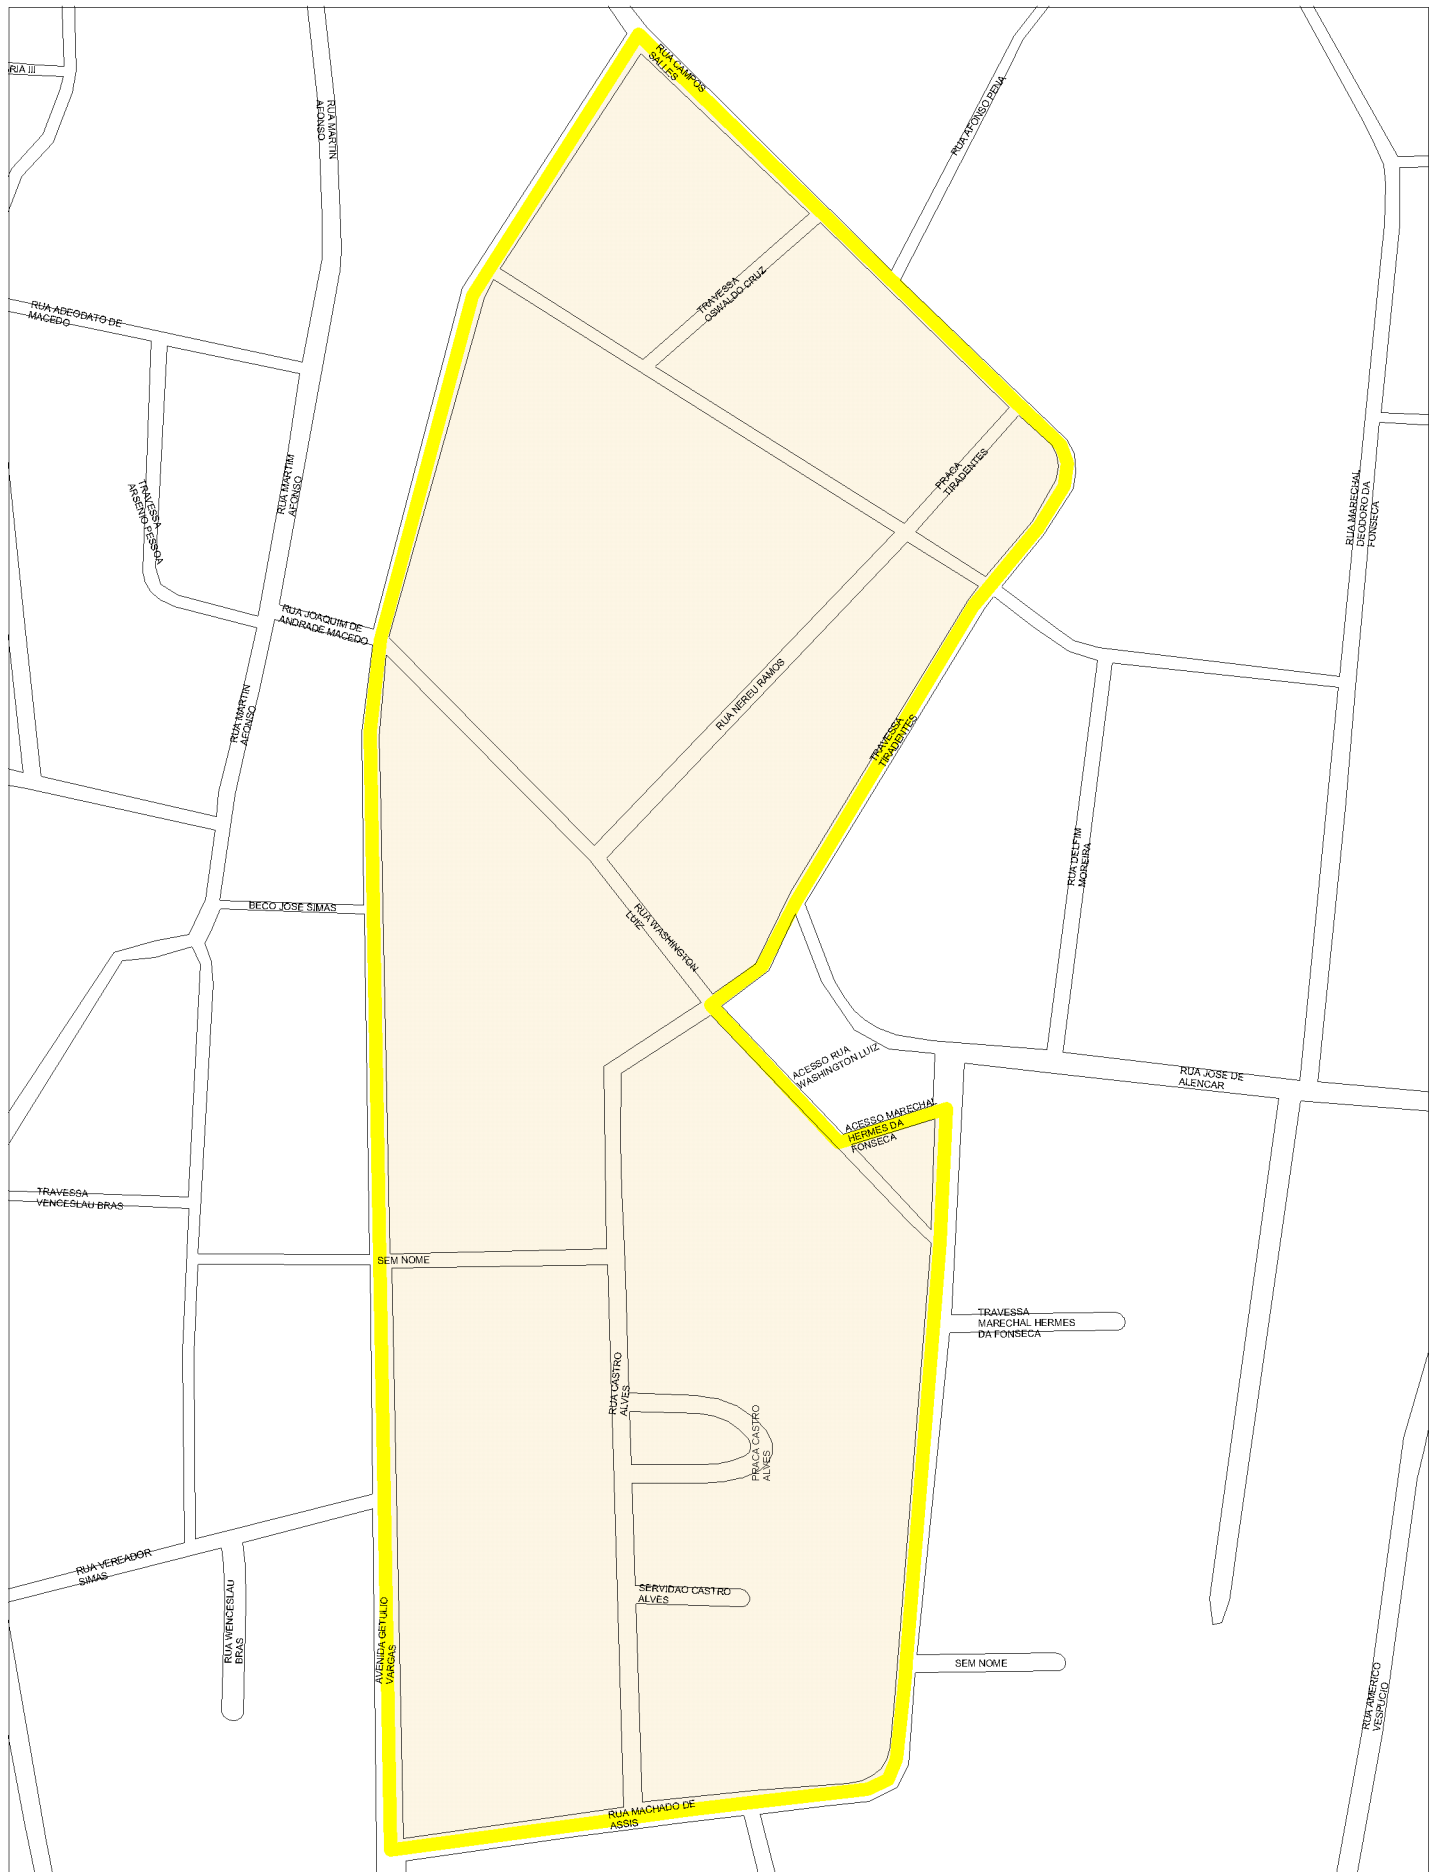 RUA CAMPOS
SALLES
RIA III
RUA MARTIN
AFONSO
RUA AFONSO PENA
TRAVESSA
OSWALDO CRUZ
RUA ADEODATO DE
MACEDO
PRACA
TIRADENTES
RUA MARTIM
AFONSO
TRAVESSA
ARSENIO PESSOA
RUA MARECHAL
DEODORO DA
FONSECA
RUA JOAQUIM DE
ANDRADE MACEDO
RUA NEREU RAMOS
RUA MARTIN
AFONSO
TRAVESSA
TIRADENTES
RUA DELFIM
MOREIRA
BECO JOSE SIMAS
RUA WASHINGTON
LUIZ
ACESSO RUA
WASHINGTON LUIZ
RUA JOSE DE
ALENCAR
ACESSO MARECHAL
HERMES DA
FONSECA
TRAVESSA
VENCESLAU BRAS
SEM NOME
TRAVESSA
MARECHAL HERMES
DA FONSECA
RUA CASTRO
ALVES
PRACA CASTRO
ALVES
RUA VEREADOR
SIMAS
SERVIDAO CASTRO
ALVES
RUA WENCESLAU
BRAS
AVENIDA GETULIO
VARGAS
SEM NOME
RUA AMERICO
VESPUCIO
RUA MACHADO DE
ASSIS